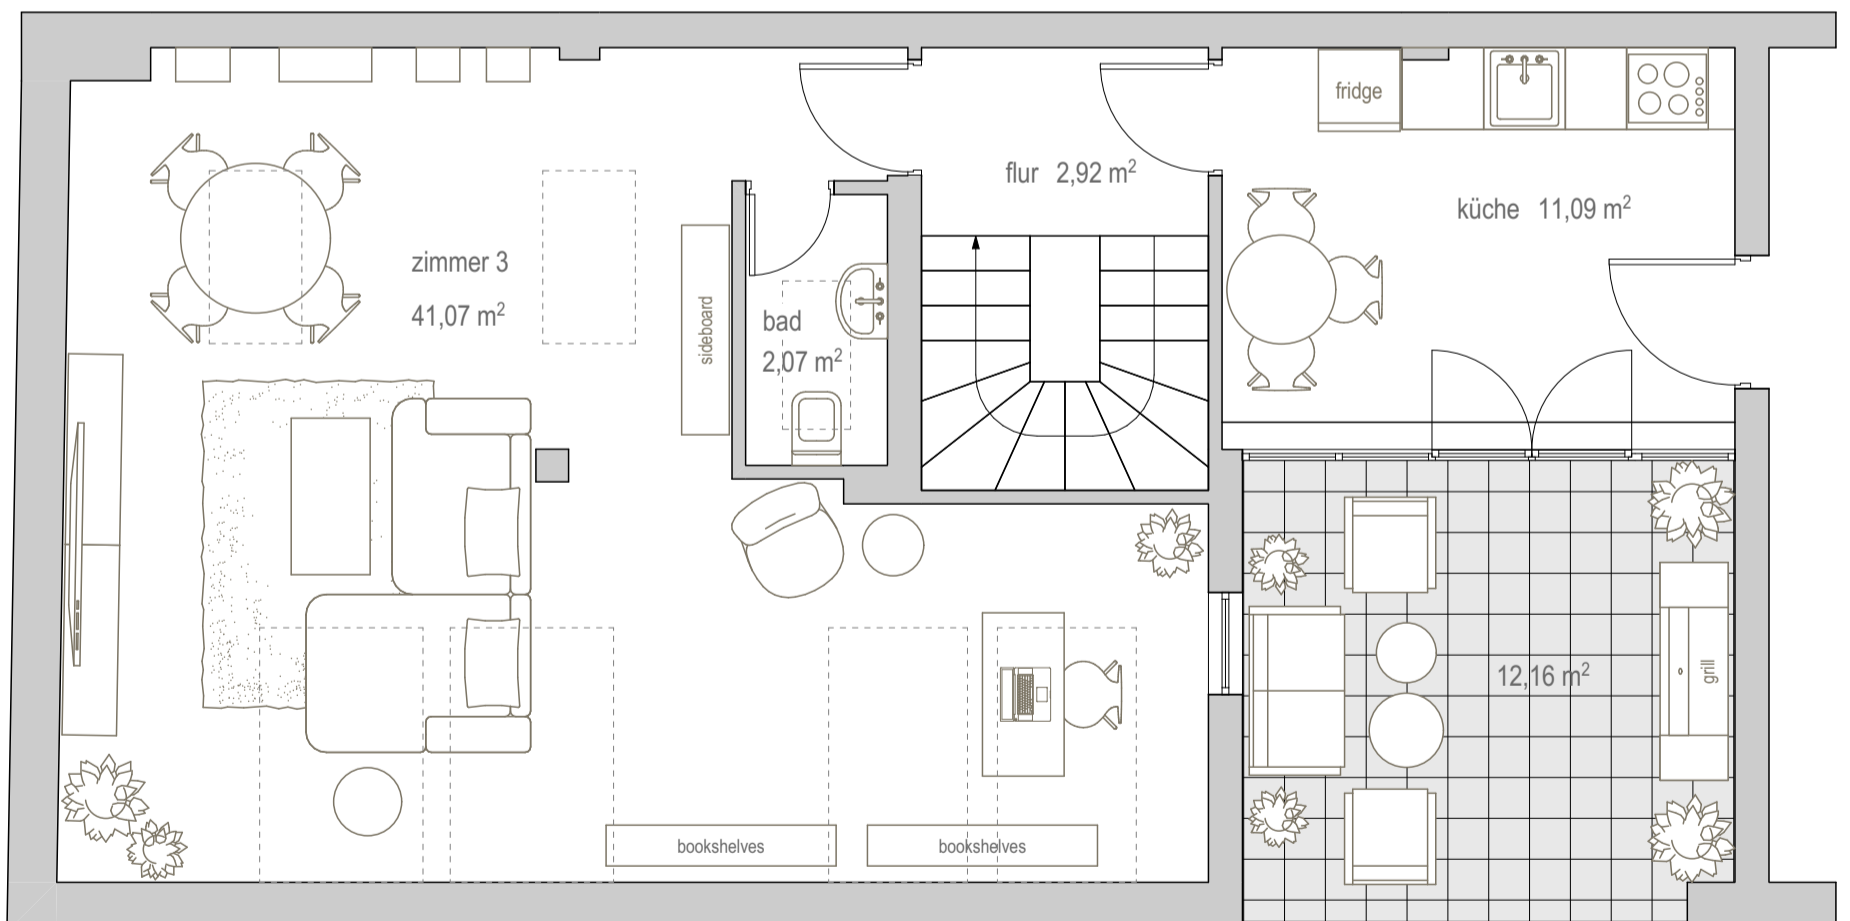 fridge
flur 2,92 m²
küche 11,09 m²
zimmer 3
41,07 m²
sideboard
bad
2,07 m²
12,16 m²
grill
bookshelves
bookshelves